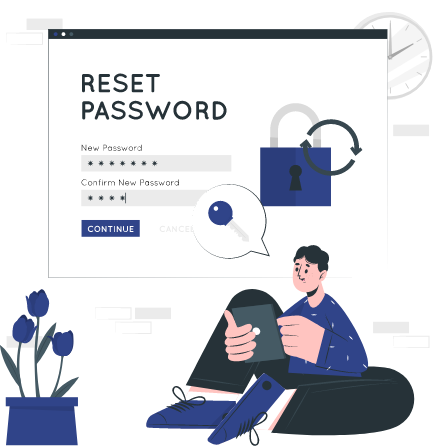 RESET
PASSWORD
New Password
*******
Confirm New Password
****
CONTINUE
CANCEL